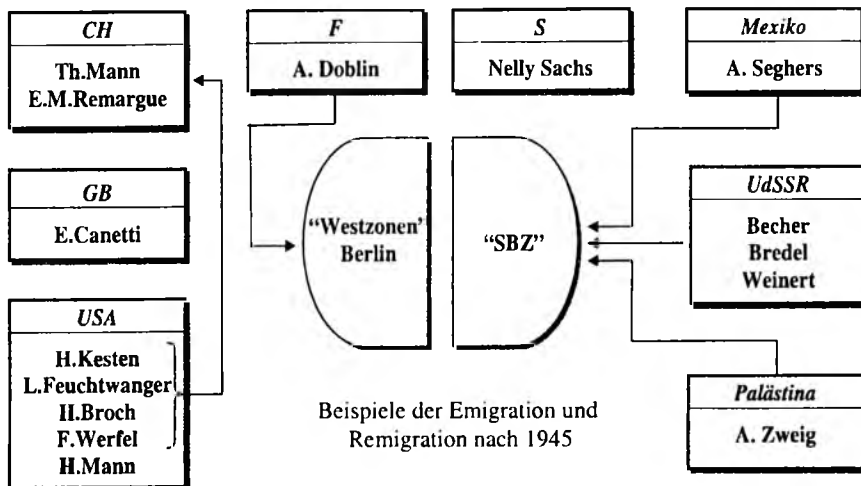 CH
Th.Mann
E.M.Remargue
F
A. Doblin
S
Nelly Sachs
Mexiko
A. Seghers
GB
E.Canetti
"Westzonen'
Berlin
"SBZ"
UdSSR
Becher
Bredel
Weinert
USA
H.Kesten
L.Feuchtwanger
H.Broch
F.Werfel
H.Mann
Beispiele der Emigration und
Remigration nach 1945
Palästina
A. Zweig